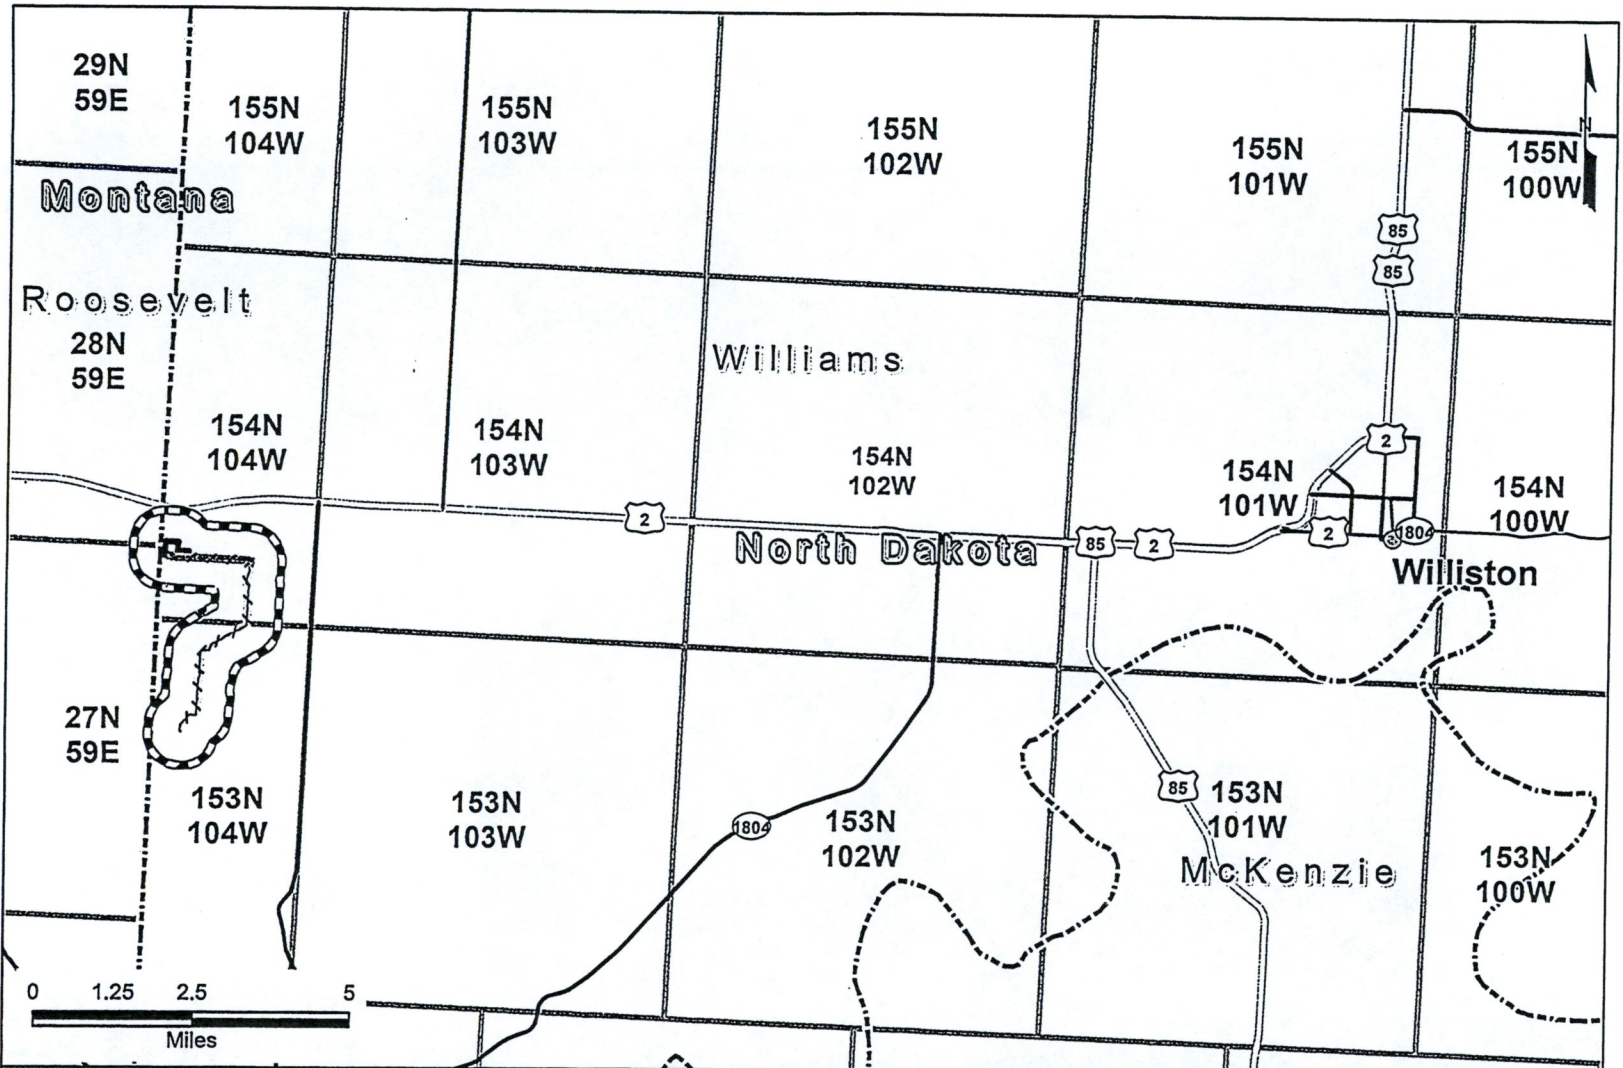 29N
59E
155N
104W
155N
103W
155N
102W
155N
101W
155N
100W
N
Montana
85
85
Roosevelt
28N
59E
Williams
154N
104W
154N
103W
154N
102W
154N
101W
154N
100W
2
2
North Dakota
85
2
2
1804
Williston
27N
59E
153N
104W
153N
103W
1804
153N
102W
85
153N
101W
McKenzie
153N
100W
0 1.25 2.5 5
Miles